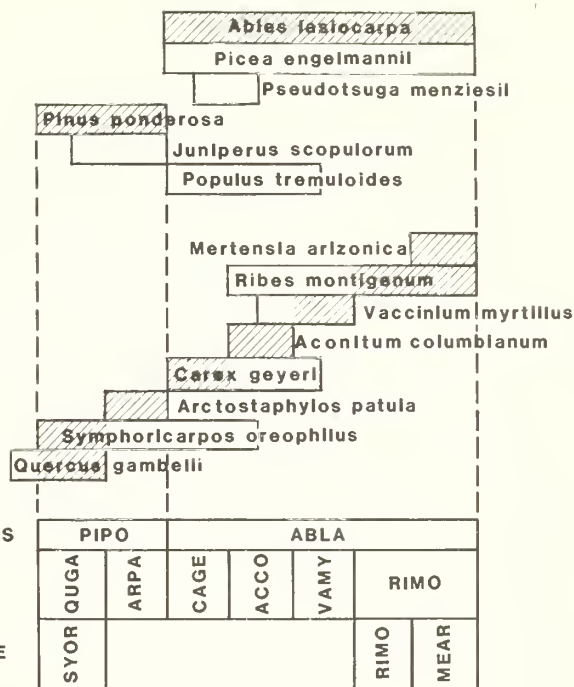 Abies lasiocarpa
Picea engelmannii
Pseudotsuga menziesii
Pinus ponderosa
Juniperus scopulorum
Populus tremuloides
Mertensia arizonica
Ribes montigenum
Vaccinium myrtillus
Aconitum columbianum
Carex geyeri
Arctostaphylos patula
Symphoricarpos oreophilus
Quercus gambelii
S PIPO ABLA
QUGA ARPA CAGE ACCO VAMY RIMO
E SYOR RIMO MEAR